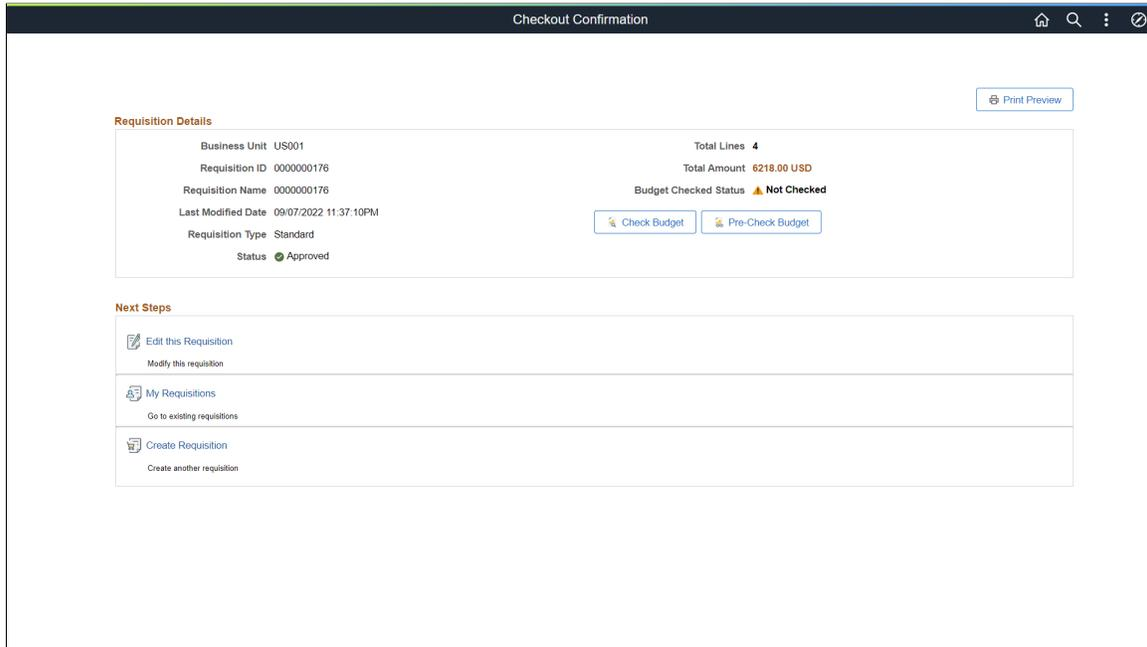 Checkout Confirmation
Print Preview
Requisition Details
Business Unit US001
Total Lines 4
Requisition ID 0000000176
Total Amount 6218.00 USD
Requisition Name 0000000176
Budget Checked Status Not Checked
Last Modified Date 09/07/2022 11:37:10PM
Check Budget Pre-Check Budget
Requisition Type Standard
Status Approved
Next Steps
Edit this Requisition
Modify this requisition
My Requisitions
Go to existing requisitions
Create Requisition
Create another requisition